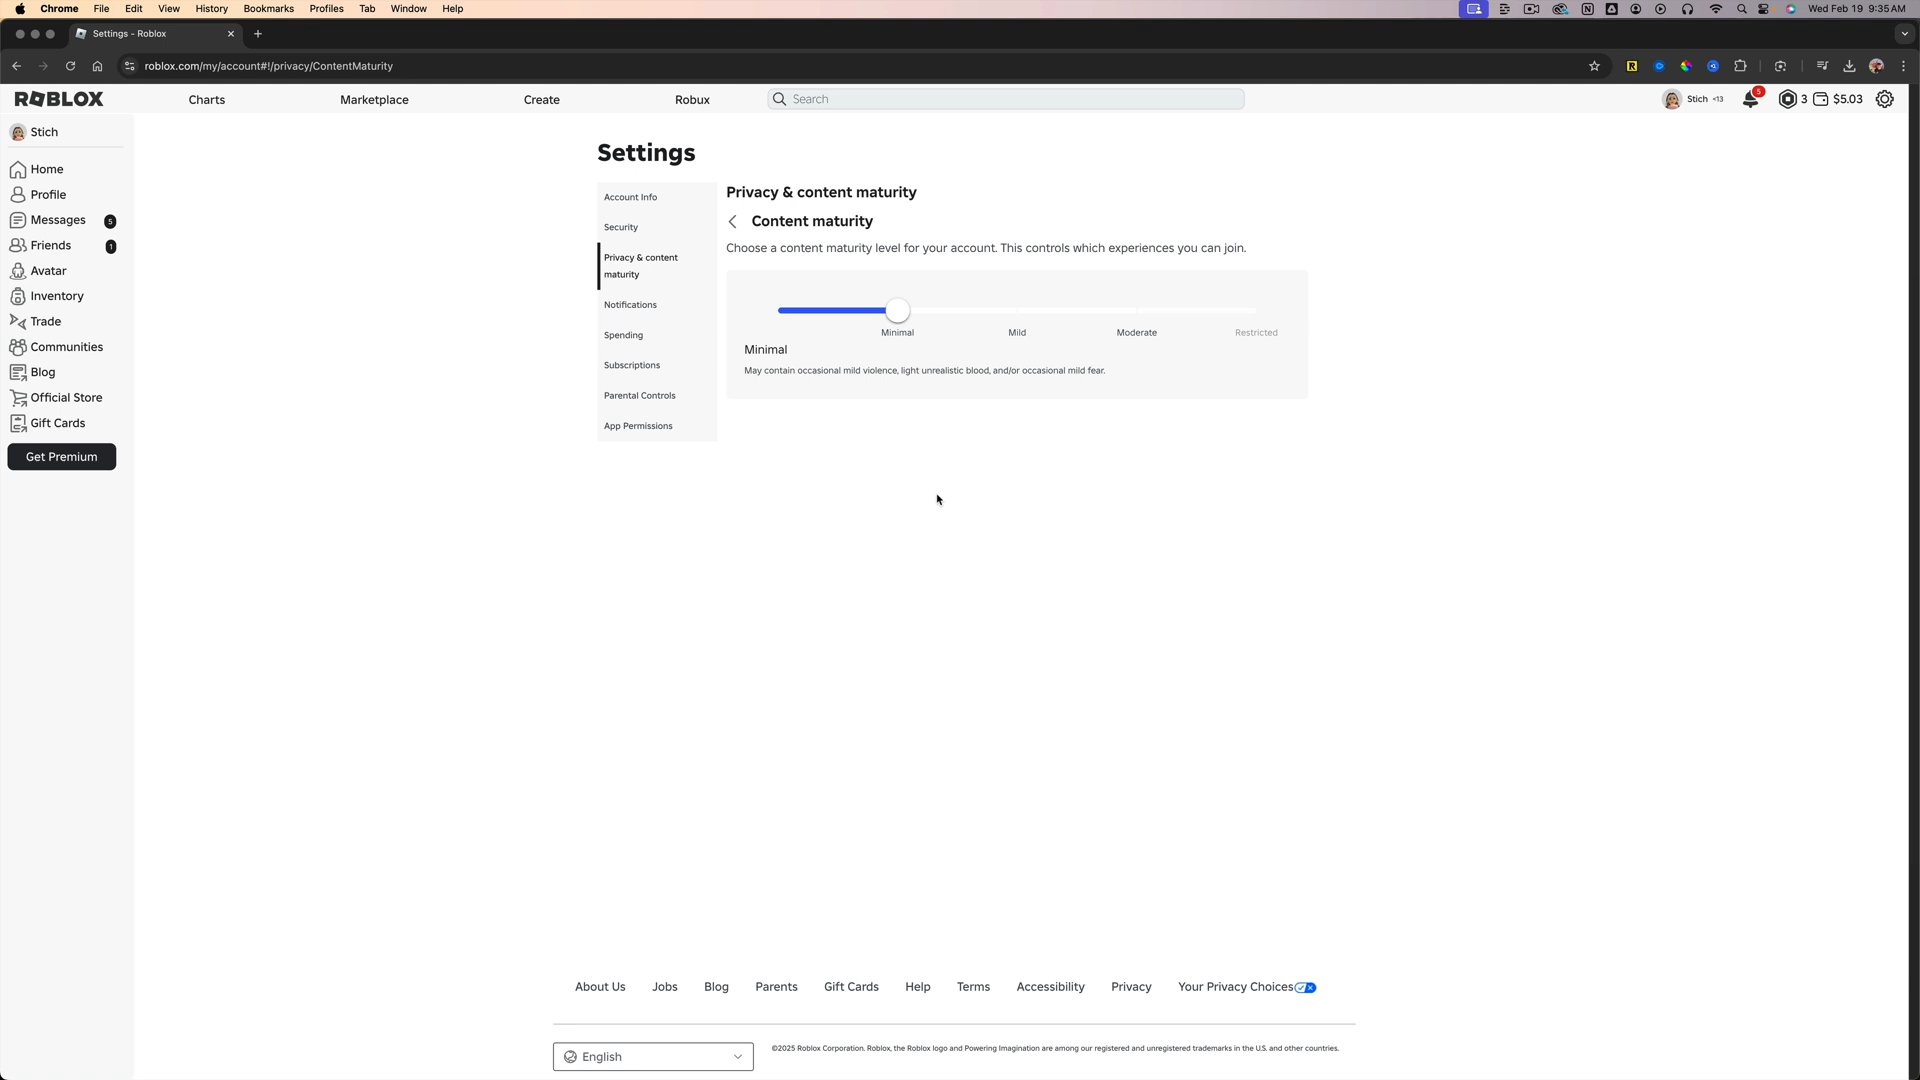 Chrome File Edit View History Bookmarks Profiles Tab Window Help Wed Feb 19 9:35 AM
Settings - Roblox
roblox.com/my/account#!/privacy/ContentMaturity
ROBLOX Charts Marketplace Create Robux Search Stich <13 5 3 $5.03
Stich
Home
Profile
Messages 5
Friends 1
Avatar
Inventory
Trade
Communities
Blog
Official Store
Gift Cards
Get Premium
Settings
Account Info
Security
Privacy & content
maturity
Notifications
Spending
Subscriptions
Parental Controls
App Permissions
Privacy & content maturity
Content maturity
Choose a content maturity level for your account. This controls which experiences you can join.
Minimal Mild Moderate Restricted
Minimal
May contain occasional mild violence, light unrealistic blood, and/or occasional mild fear.
About Us Jobs Blog Parents Gift Cards Help Terms Accessibility Privacy Your Privacy Choices
English
©2025 Roblox Corporation. Roblox, the Roblox logo and Powering Imagination are among our registered and unregistered trademarks in the U.S. and other countries.